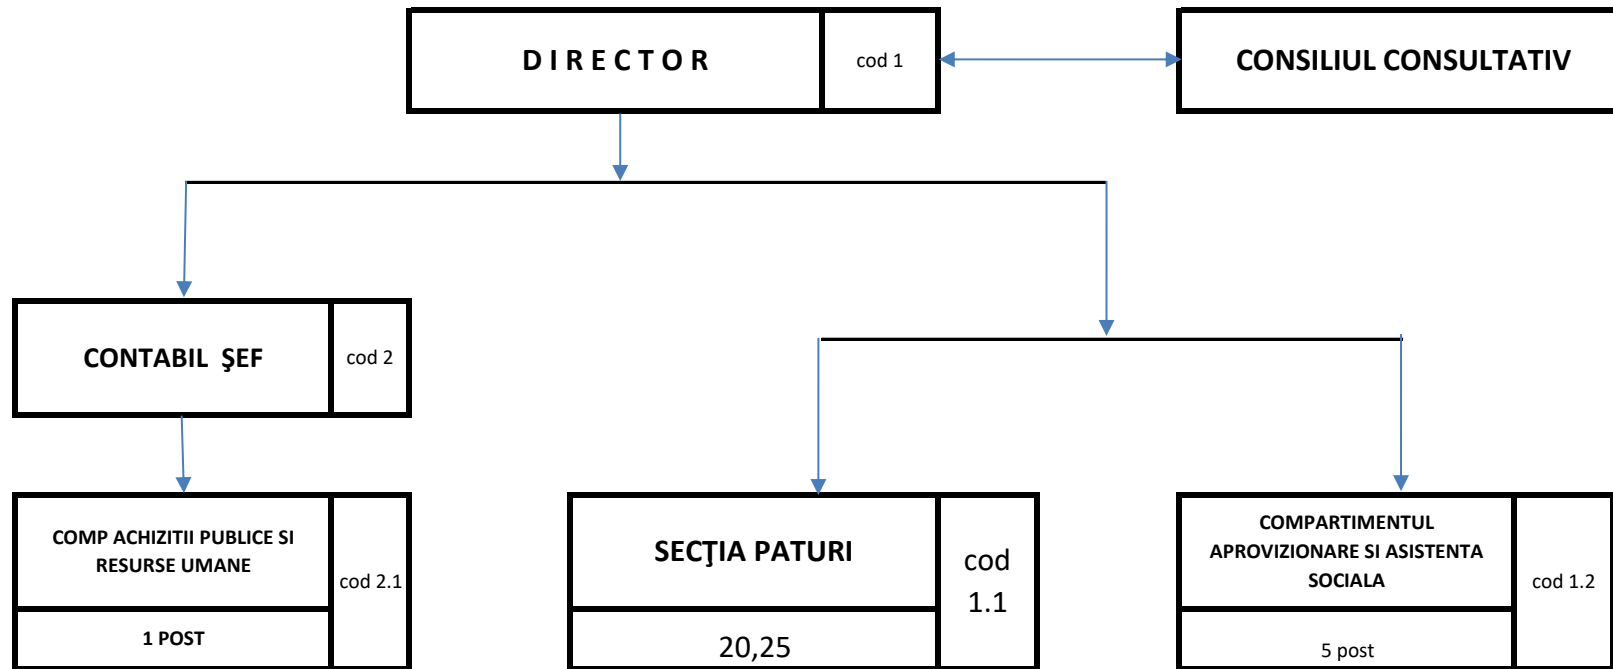 D I R E C T O R
cod 1
CONSILIUL CONSULTATIV
CONTABIL ŞEF
cod 2
COMP ACHIZITII PUBLICE SI
RESURSE UMANE
cod 2.1
1 POST
SECŢIA PATURI
cod
1.1
20,25
COMPARTIMENTUL
APROVIZIONARE SI ASISTENTA
SOCIALA
cod 1.2
5 post